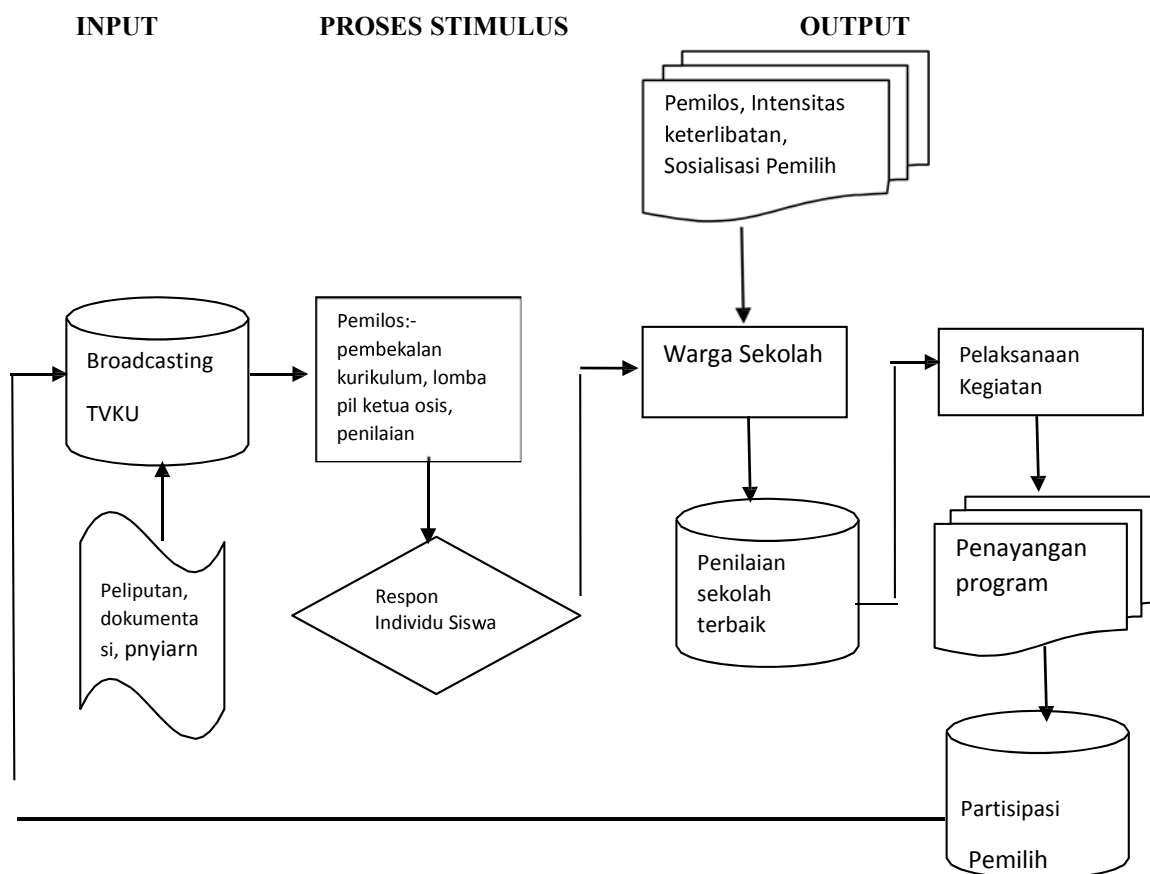 INPUT
PROSES STIMULUS
OUTPUT
Pemilos, Intensitas
keterlibatan,
Sosialisasi Pemilih
Broadcasting
TVKU
Pemilos:-
pembekalan
kurikulum, lomba
pil ketua osis,
penilaian
Warga Sekolah
Pelaksanaan
Kegiatan
Peliputan,
dokumenta
si, pnyiarn
Respon
Individu Siswa
Penilaian
sekolah
terbaik
Penayangan
program
Partisipasi
Pemilih